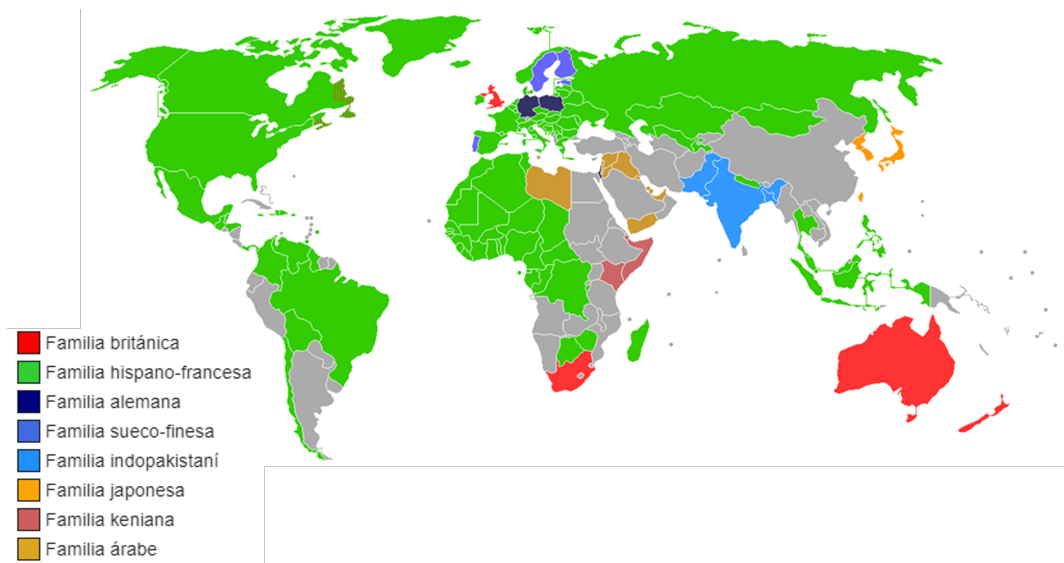 Familia británica
Familia hispano-francesa
Familia alemana
Familia sueco-finesa
Familia indopakistaní
Familia japonesa
Familia keniana
Familia árabe